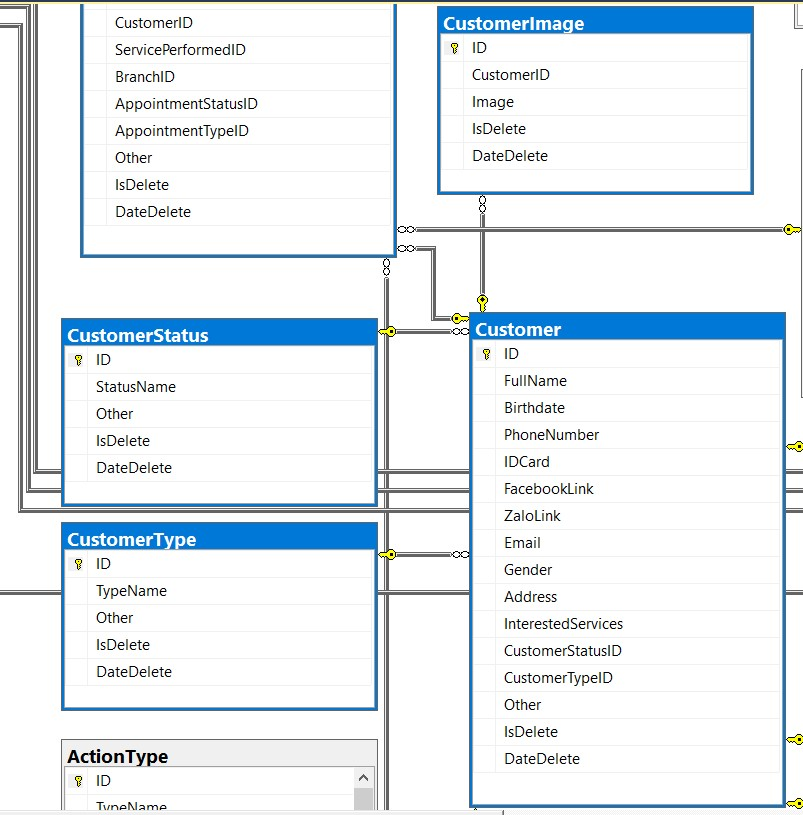 CustomerID
ServicePerformedID
BranchID
AppointmentStatusID
AppointmentTypeID
Other
IsDelete
DateDelete
CustomerImage
ID
CustomerID
Image
IsDelete
DateDelete
CustomerStatus
ID
StatusName
Other
IsDelete
DateDelete
CustomerType
ID
TypeName
Other
IsDelete
DateDelete
ActionType
ID
TypeName
Customer
ID
FullName
Birthdate
PhoneNumber
IDCard
FacebookLink
ZaloLink
Email
Gender
Address
InterestedServices
CustomerStatusID
CustomerTypeID
Other
IsDelete
DateDelete